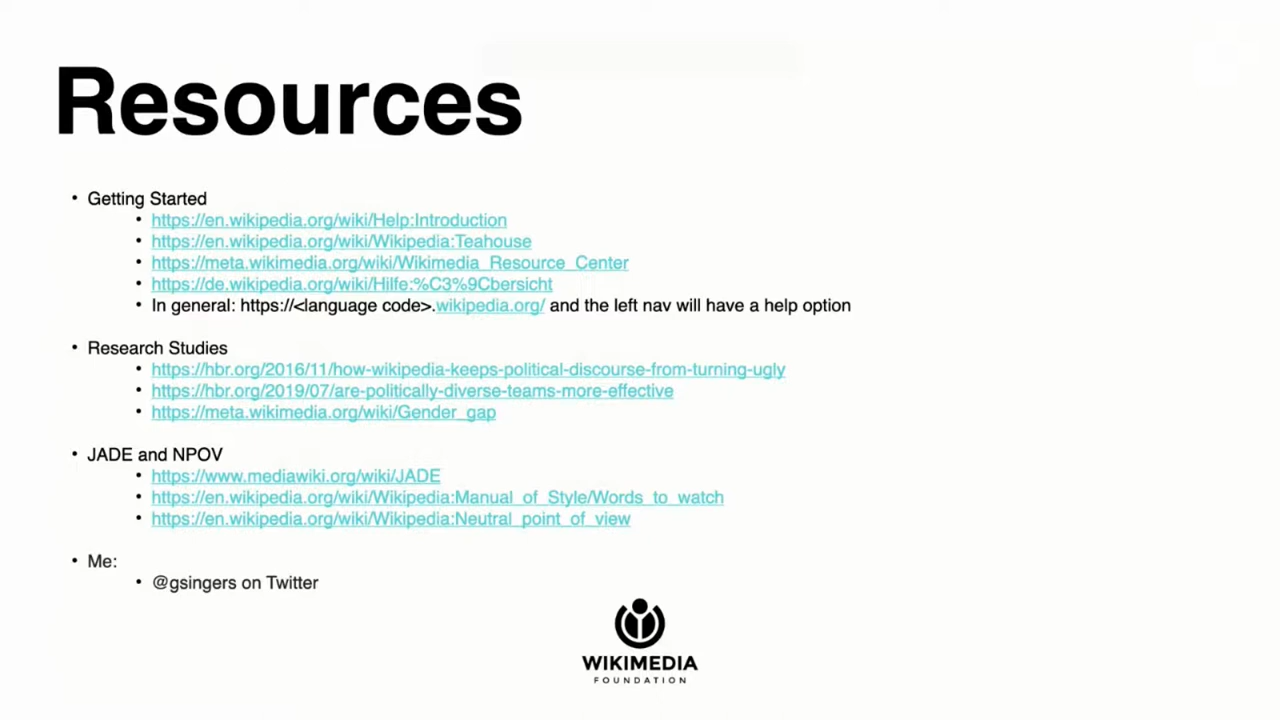 Resources
• Getting Started
• https://en.wikipedia.org/wiki/Help:Introduction
• https://en.wikipedia.org/wiki/Wikipedia:Teahouse
• https://meta.wikimedia.org/wiki/Wikimedia_Resource_Center
• https://de.wikipedia.org/wiki/Hilfe:%C3%9Cbersicht
• In general: https://<language code>.wikipedia.org/ and the left nav will have a help option
• Research Studies
• https://hbr.org/2016/11/how-wikipedia-keeps-political-discourse-from-turning-ugly
• https://hbr.org/2019/07/are-politically-diverse-teams-more-effective
• https://meta.wikimedia.org/wiki/Gender_gap
• JADE and NPOV
• https://www.mediawiki.org/wiki/JADE
• https://en.wikipedia.org/wiki/Wikipedia:Manual_of_Style/Words_to_watch
• https://en.wikipedia.org/wiki/Wikipedia:Neutral_point_of_view
• Me:
• @gsingers on Twitter
WIKIMEDIA
FOUNDATION